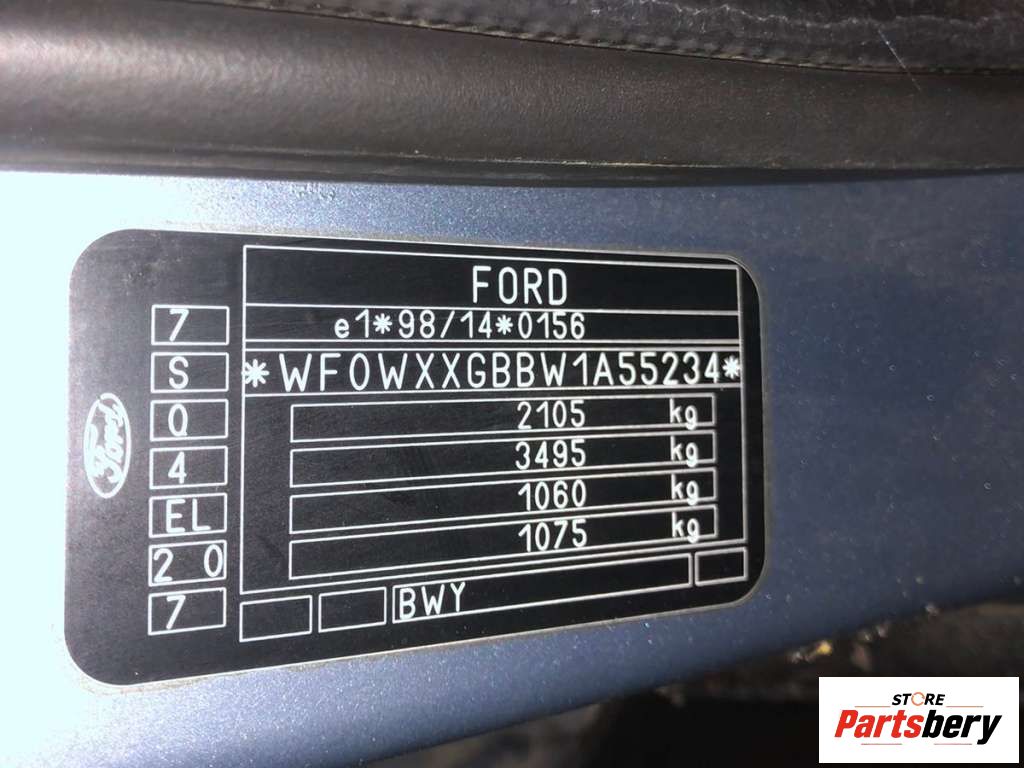 FORD
7
e1*98/14*0156
S
*WF0WXXGBBW1A55234*
Q
2105 kg
4
3495 kg
EL
1060 kg
2 0
1075 kg
7
BWY
Ford
STORE
Partsbery